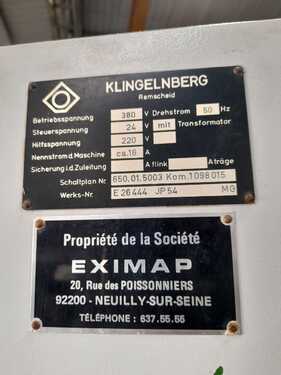 KLINGELNBERG
Remscheid
Betriebsspannung 380 V Drehstrom 50 Hz
Steuerspannung 24 V mit Transformator
Hilfsspannung 220 V
Nennstrom d. Maschine ca.16 A
Sicherung i.d. Zuleitung A flink A träge
Schaltplan Nr 650.01.5003 Kom.1098015
Werks-Nr. E 26444 JP 54 MG
Propriété de la Société
EXIMAP
20, Rue des POISSONNIERS
92200 - NEUILLY-SUR-SEINE
TÉLÉPHONE : 637.55.55